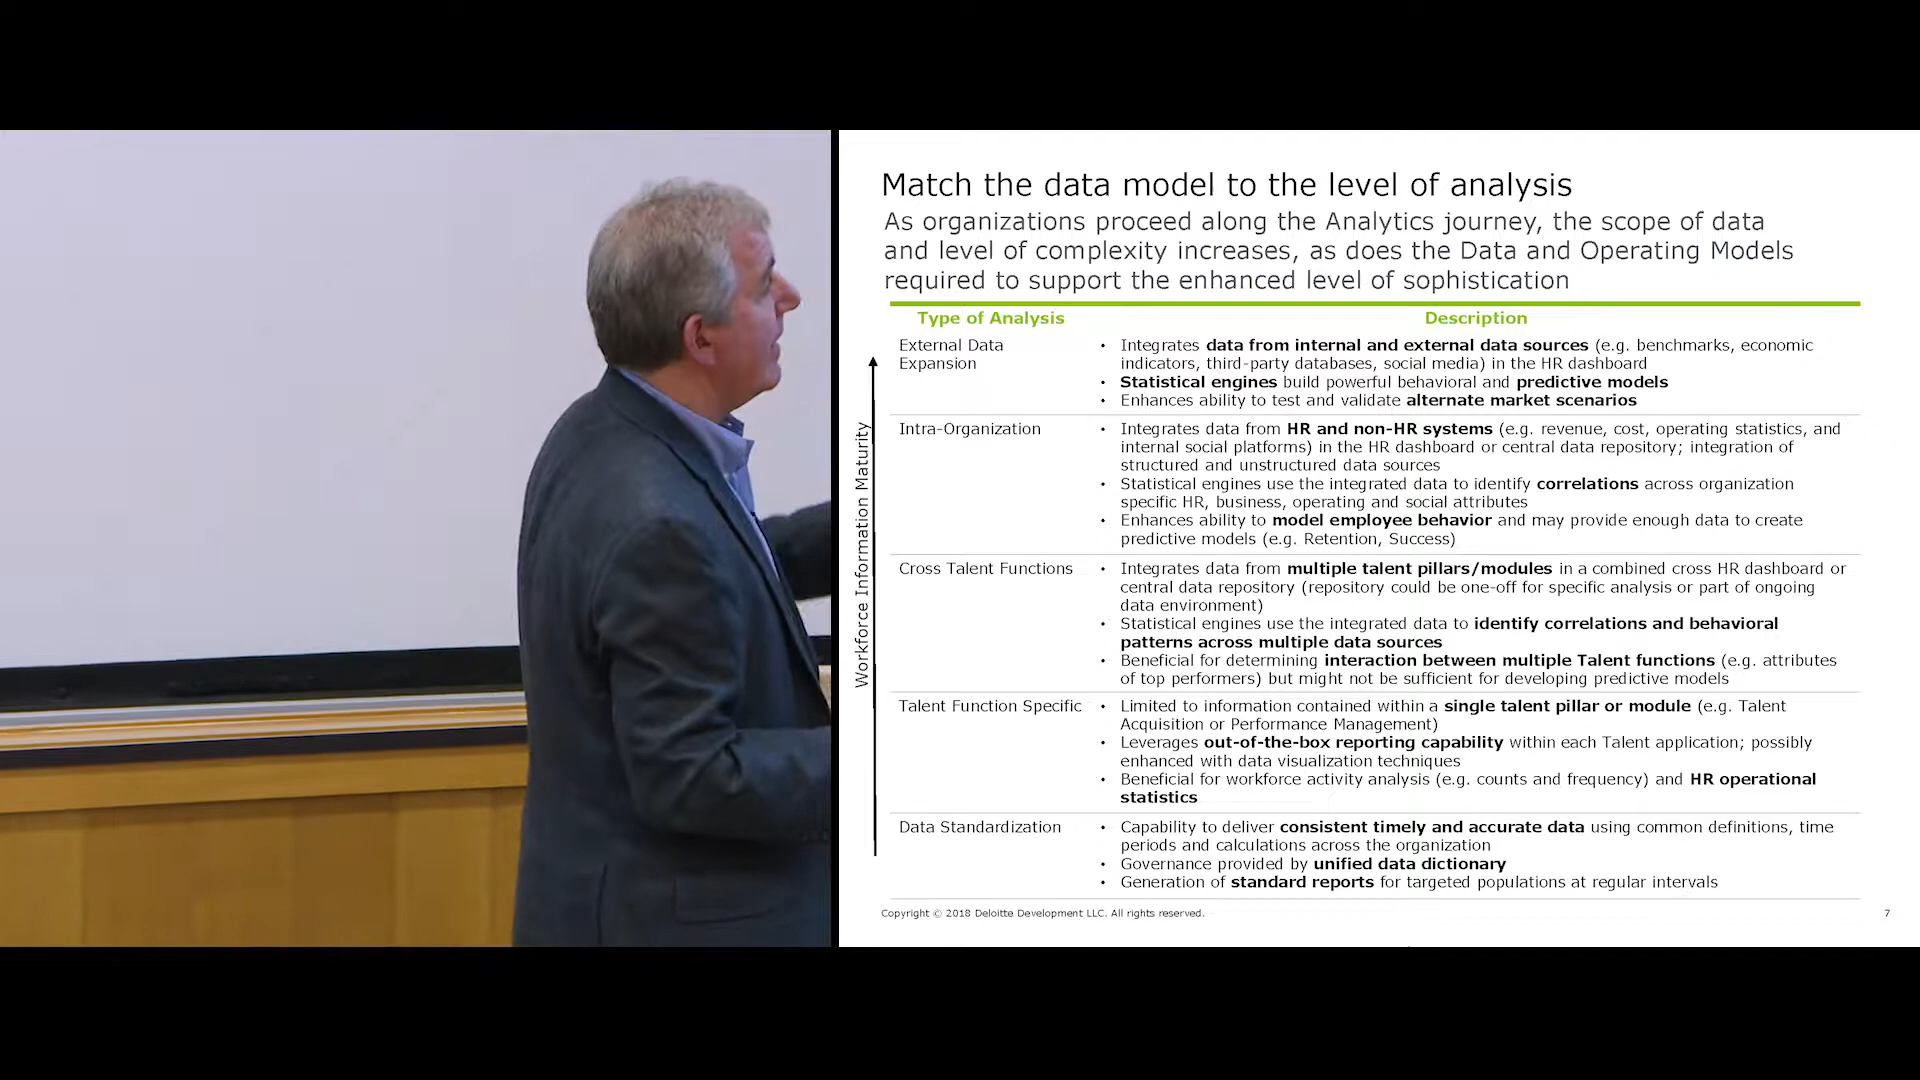 Match the data model to the level of analysis
As organizations proceed along the Analytics journey, the scope of data
and level of complexity increases, as does the Data and Operating Models
required to support the enhanced level of sophistication
Type of Analysis
Description
Workforce Information Maturity
External Data
Expansion
• Integrates data from internal and external data sources (e.g. benchmarks, economic
indicators, third-party databases, social media) in the HR dashboard
• Statistical engines build powerful behavioral and predictive models
• Enhances ability to test and validate alternate market scenarios
Intra-Organization
• Integrates data from HR and non-HR systems (e.g. revenue, cost, operating statistics, and
internal social platforms) in the HR dashboard or central data repository; integration of
structured and unstructured data sources
• Statistical engines use the integrated data to identify correlations across organization
specific HR, business, operating and social attributes
• Enhances ability to model employee behavior and may provide enough data to create
predictive models (e.g. Retention, Success)
Cross Talent Functions
• Integrates data from multiple talent pillars/modules in a combined cross HR dashboard or
central data repository (repository could be one-off for specific analysis or part of ongoing
data environment)
• Statistical engines use the integrated data to identify correlations and behavioral
patterns across multiple data sources
• Beneficial for determining interaction between multiple Talent functions (e.g. attributes
of top performers) but might not be sufficient for developing predictive models
Talent Function Specific
• Limited to information contained within a single talent pillar or module (e.g. Talent
Acquisition or Performance Management)
• Leverages out-of-the-box reporting capability within each Talent application; possibly
enhanced with data visualization techniques
• Beneficial for workforce activity analysis (e.g. counts and frequency) and HR operational
statistics
Data Standardization
• Capability to deliver consistent timely and accurate data using common definitions, time
periods and calculations across the organization
• Governance provided by unified data dictionary
• Generation of standard reports for targeted populations at regular intervals
Copyright © 2018 Deloitte Development LLC. All rights reserved.
7